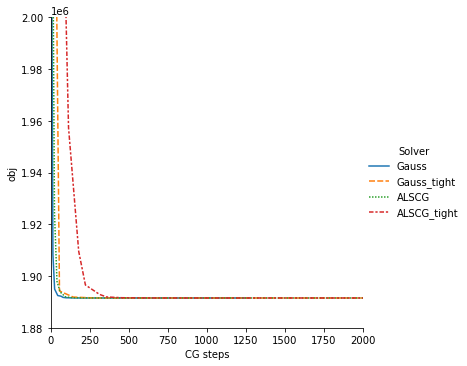 1e6
2.00
1.98
1.96
1.94
1.92
1.90
1.88
obj
0 250 500 750 1000 1250 1500 1750 2000
CG steps
Solver
Gauss
Gauss_tight
ALSCG
ALSCG_tight